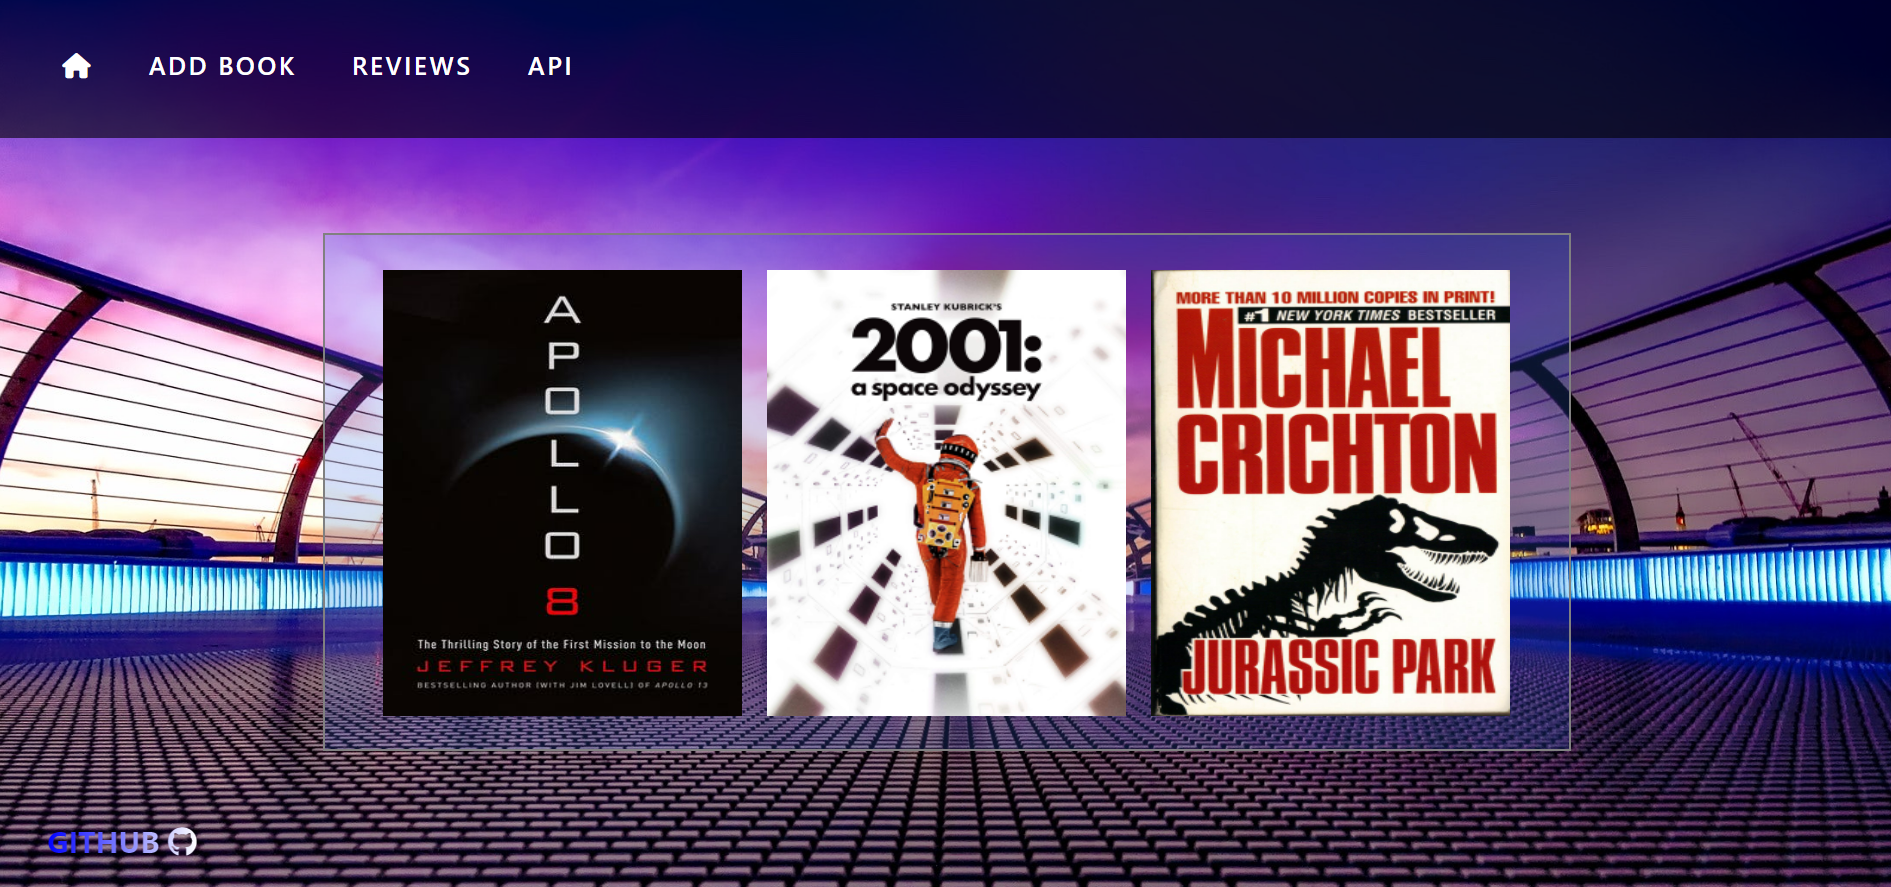 ADD BOOK
REVIEWS
API
A
P
O
L
L
O
8
The Thrilling Story of the First Mission to the Moon
JEFFREY KLUGER
BESTSELLING AUTHOR (WITH JIM LOVELL) OF APOLLO 13
STANLEY KUBRICK'S
2001:
a space odyssey
MORE THAN 10 MILLION COPIES IN PRINT!
#1 NEW YORK TIMES BESTSELLER
MICHAEL
CRICHTON
JURASSIC PARK
GITHUB